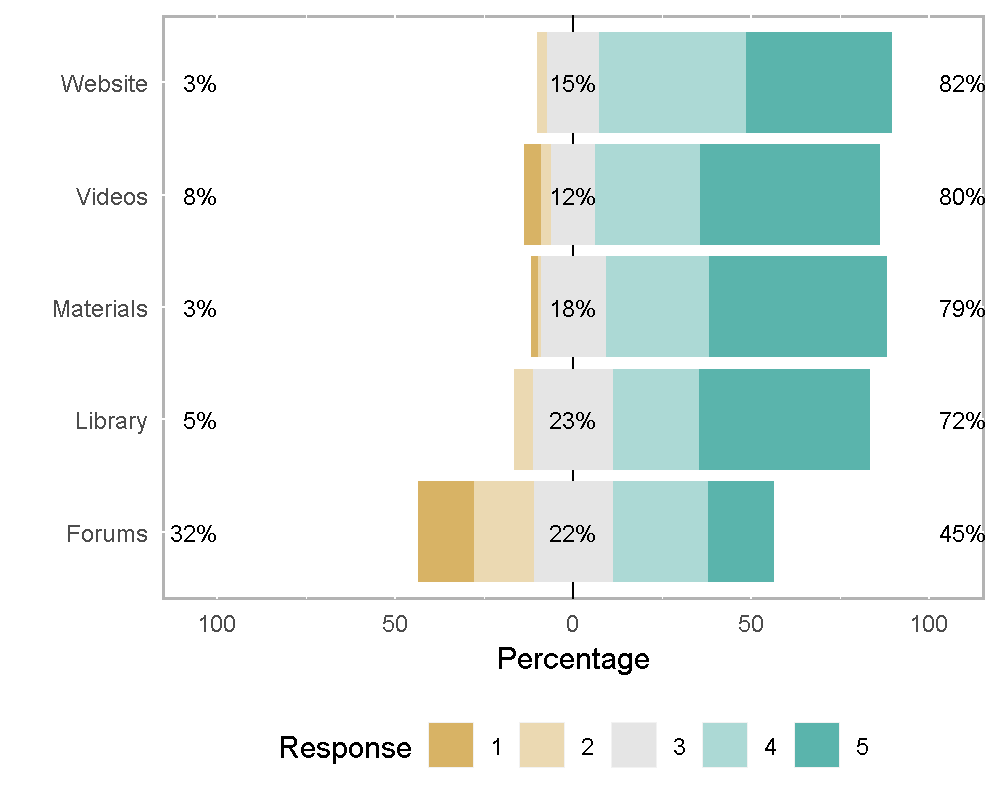 Website 3% 15% 82%
Videos 8% 12% 80%
Materials 3% 18% 79%
Library 5% 23% 72%
Forums 32% 22% 45%
100 50 0 50 100
Percentage
Response 1 2 3 4 5